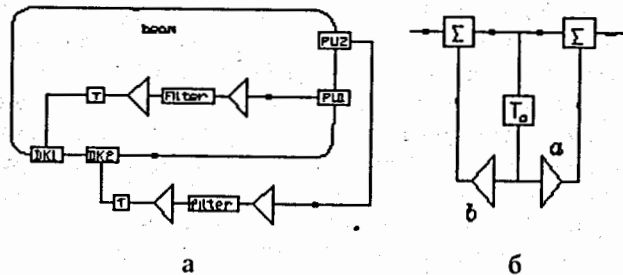 beam
PU2
T
Filter
PU1
DK1
DK2
T
filter
Σ
Σ
T₀
a
b
а
б